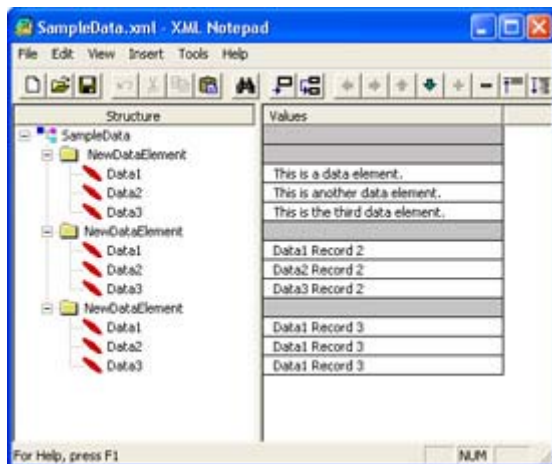 SampleData.xml - XML Notepad
File Edit View Insert Tools Help
Structure Values
SampleData
NewDataElement
Data1 This is a data element.
Data2 This is another data element.
Data3 This is the third data element.
NewDataElement
Data1 Data1 Record 2
Data2 Data2 Record 2
Data3 Data3 Record 2
NewDataElement
Data1 Data1 Record 3
Data2 Data1 Record 3
Data3 Data1 Record 3
For Help, press F1 NUM